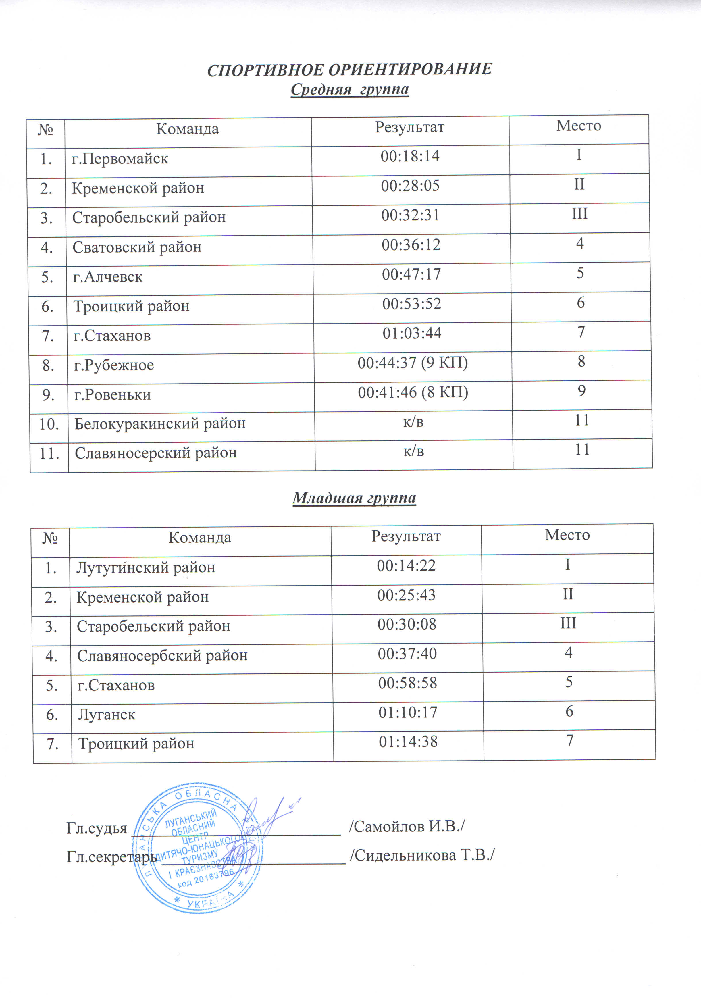 СПОРТИВНОЕ ОРИЕНТИРОВАНИЕ
Средняя группа
№ Команда Результат Место
1. г.Первомайск 00:18:14 I
2. Кременской район 00:28:05 II
3. Старобельский район 00:32:31 III
4. Сватовский район 00:36:12 4
5. г.Алчевск 00:47:17 5
6. Троицкий район 00:53:52 6
7. г.Стаханов 01:03:44 7
8. г.Рубежное 00:44:37 (9 КП) 8
9. г.Ровеньки 00:41:46 (8 КП) 9
10. Белокуракинский район к/в 11
11. Славяносерский район к/в 11
Младшая группа
№ Команда Результат Место
1. Лутугинский район 00:14:22 I
2. Кременской район 00:25:43 II
3. Старобельский район 00:30:08 III
4. Славяносербский район 00:37:40 4
5. г.Стаханов 00:58:58 5
6. Луганск 01:10:17 6
7. Троицкий район 01:14:38 7
Гл.судья /Самойлов И.В./
Гл.секретарь /Сидельникова Т.В./
ЛУГАНСЬКА ОБЛАСНА
ЛУГАНСЬКИЙ
ОБЛАСНИЙ
ЦЕНТР
ДИТЯЧО-ЮНАЦЬКОГО
ТУРИЗМУ
І КРАЄЗНАВСТВА
код 20163796
* УКРАЇНА *